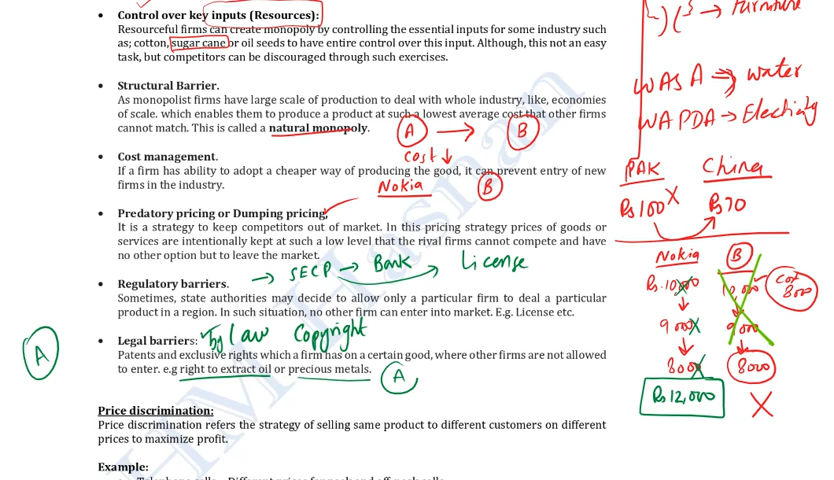 • Control over key inputs (Resources):
Resourceful firms can create monopoly by controlling the essential inputs for some industry such
as; cotton, sugar cane or oil seeds to have entire control over this input. Although, this not an easy
task, but competitors can be discouraged through such exercises.
• Structural Barrier.
As monopolist firms have large scale of production to deal with whole industry, like, economies
of scale. which enables them to produce a product at such a lowest average cost that other firms
cannot match. This is called a natural monopoly.
A → B
Cost ↓
• Cost management.
If a firm has ability to adopt a cheaper way of producing the good, it can prevent entry of new
firms in the industry.
Nokia B
• Predatory pricing or Dumping pricing,
It is a strategy to keep competitors out of market. In this pricing strategy prices of goods or
services are intentionally kept at such a low level that the rival firms cannot compete and have
no other option but to leave the market.
→ SECP → Bank License
• Regulatory barriers.
Sometimes, state authorities may decide to allow only a particular firm to deal a particular
product in a region. In such situation, no other firm can enter into market. E.g. License etc.
• Legal barriers: By law Copyright
Patents and exclusive rights which a firm has on a certain good, where other firms are not allowed
to enter. e.g right to extract oil or precious metals.
A
A
Price discrimination:
Price discrimination refers the strategy of selling same product to different customers on different
prices to maximize profit.
Example:
→ Furniture
WASA → water
WAPDA → Electricity
PAK China
Rs 100 Rs 70
Nokia B
Rs. 10,000 10,000 Cost 8000
9000 9000
8000 8000
Rs 12,000
HM Hasnan